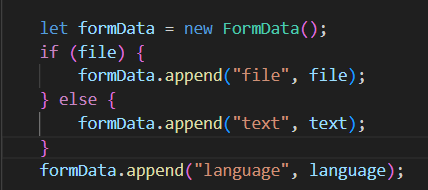 let formData = new FormData();
if (file) {
    formData.append("file", file);
} else {
    formData.append("text", text);
}
formData.append("language", language);